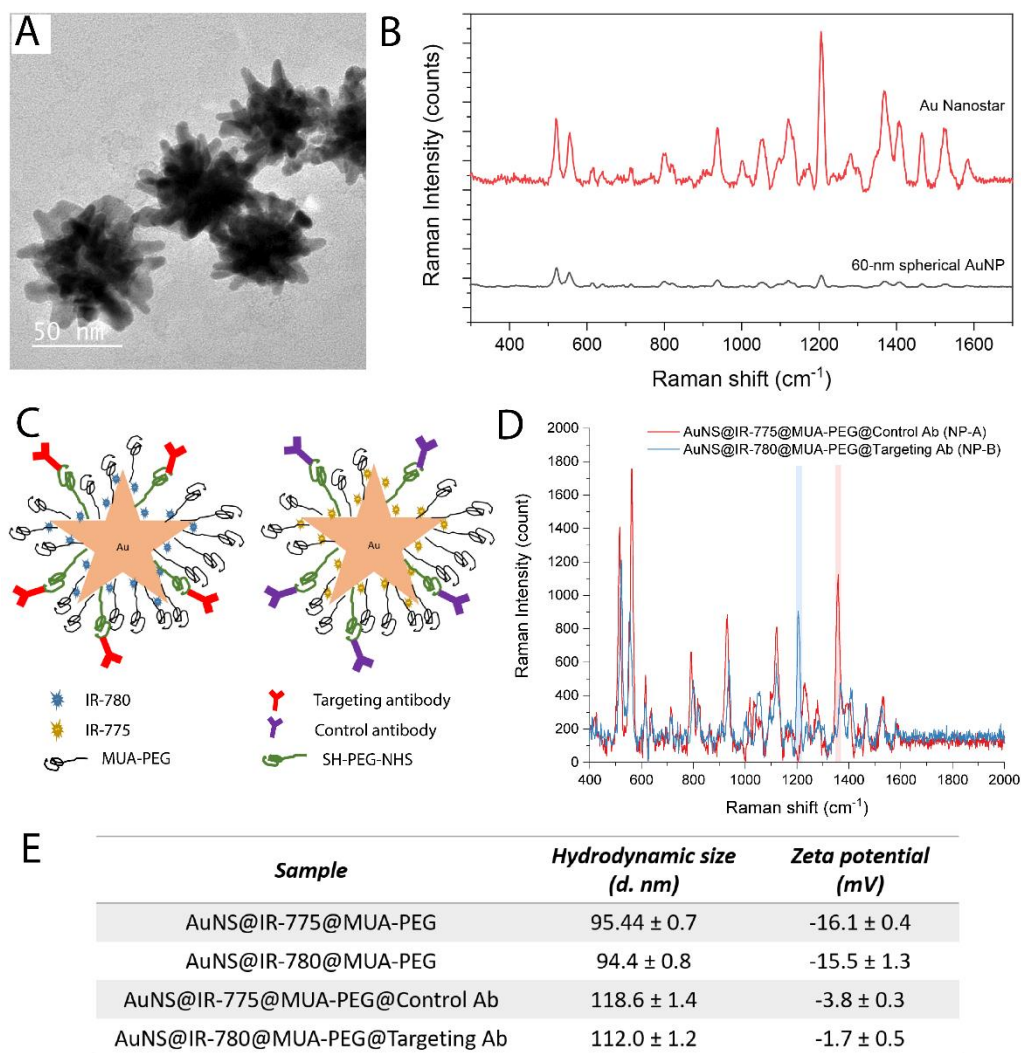 A
50 nm
B
Raman Intensity (counts)
Au Nanostar
60-nm spherical AuNP
400 600 800 1000 1200 1400 1600
Raman shift (cm-1)
C
Au
Au
IR-780
IR-775
MUA-PEG
Targeting antibody
Control antibody
SH-PEG-NHS
D
AuNS@IR-775@MUA-PEG@Control Ab (NP-A)
AuNS@IR-780@MUA-PEG@Targeting Ab (NP-B)
Raman Intensity (count)
2000
1800
1600
1400
1200
1000
800
600
400
200
0
400 600 800 1000 1200 1400 1600 1800 2000
Raman shift (cm-1)
E
Sample Hydrodynamic size (d. nm) Zeta potential (mV)
AuNS@IR-775@MUA-PEG 95.44 ± 0.7 -16.1 ± 0.4
AuNS@IR-780@MUA-PEG 94.4 ± 0.8 -15.5 ± 1.3
AuNS@IR-775@MUA-PEG@Control Ab 118.6 ± 1.4 -3.8 ± 0.3
AuNS@IR-780@MUA-PEG@Targeting Ab 112.0 ± 1.2 -1.7 ± 0.5